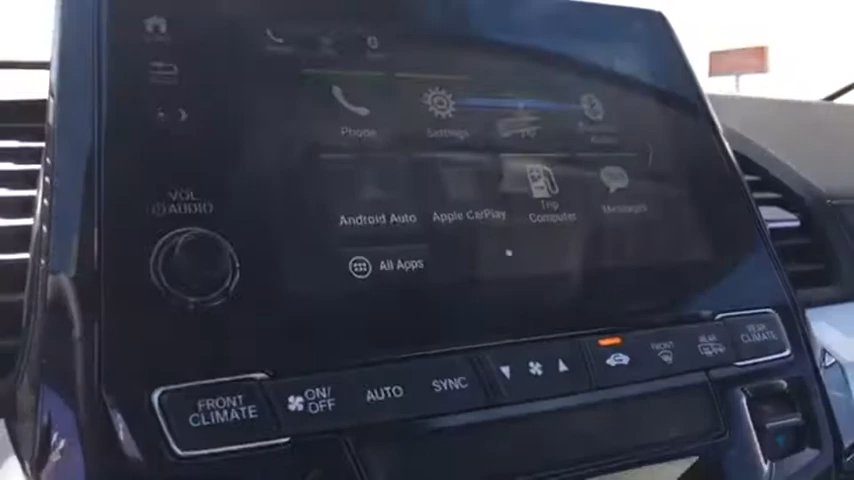 Phone
Settings
VOL
AUDIO
Android Auto
Apple CarPlay
Trip
Computer
Messages
All Apps
FRONT
CLIMATE
ON/
OFF
AUTO
SYNC
FRONT
REAR
REAR
CLIMATE